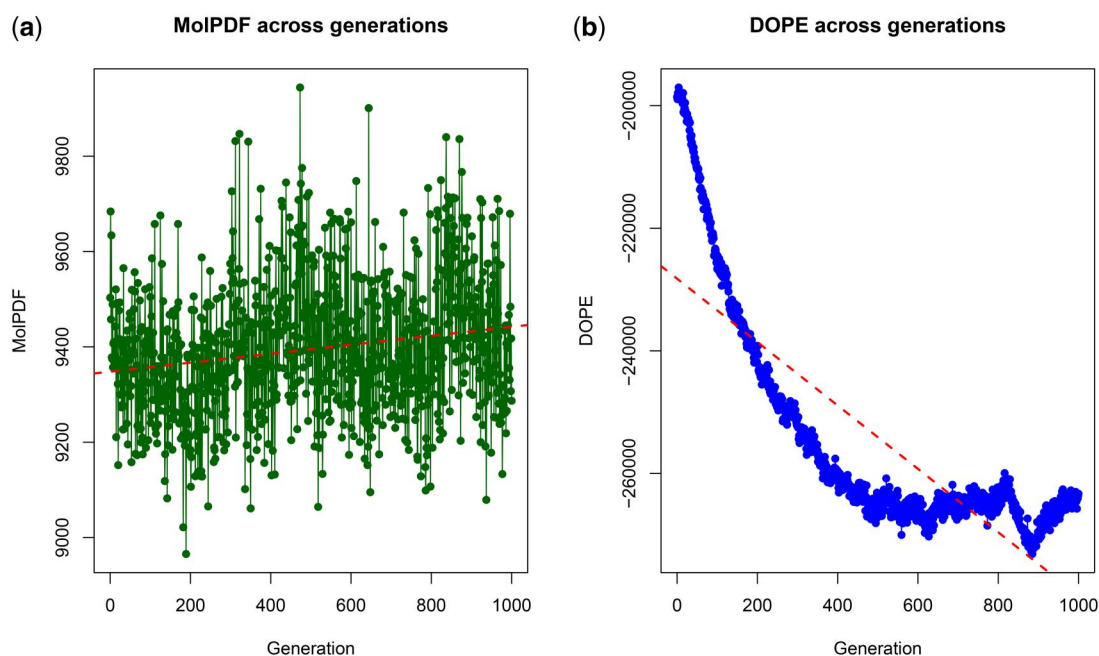 (a) MolPDF across generations
MolPDF
9800
9600
9400
9200
9000
0 200 400 600 800 1000
Generation
(b) DOPE across generations
DOPE
−200000
−220000
−240000
−260000
0 200 400 600 800 1000
Generation